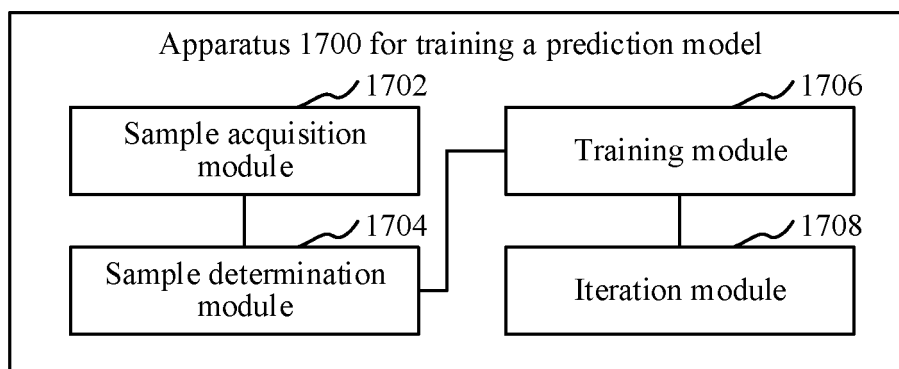 Apparatus 1700 for training a prediction model
1702
Sample acquisition
module
1704
Sample determination
module
1706
Training module
1708
Iteration module